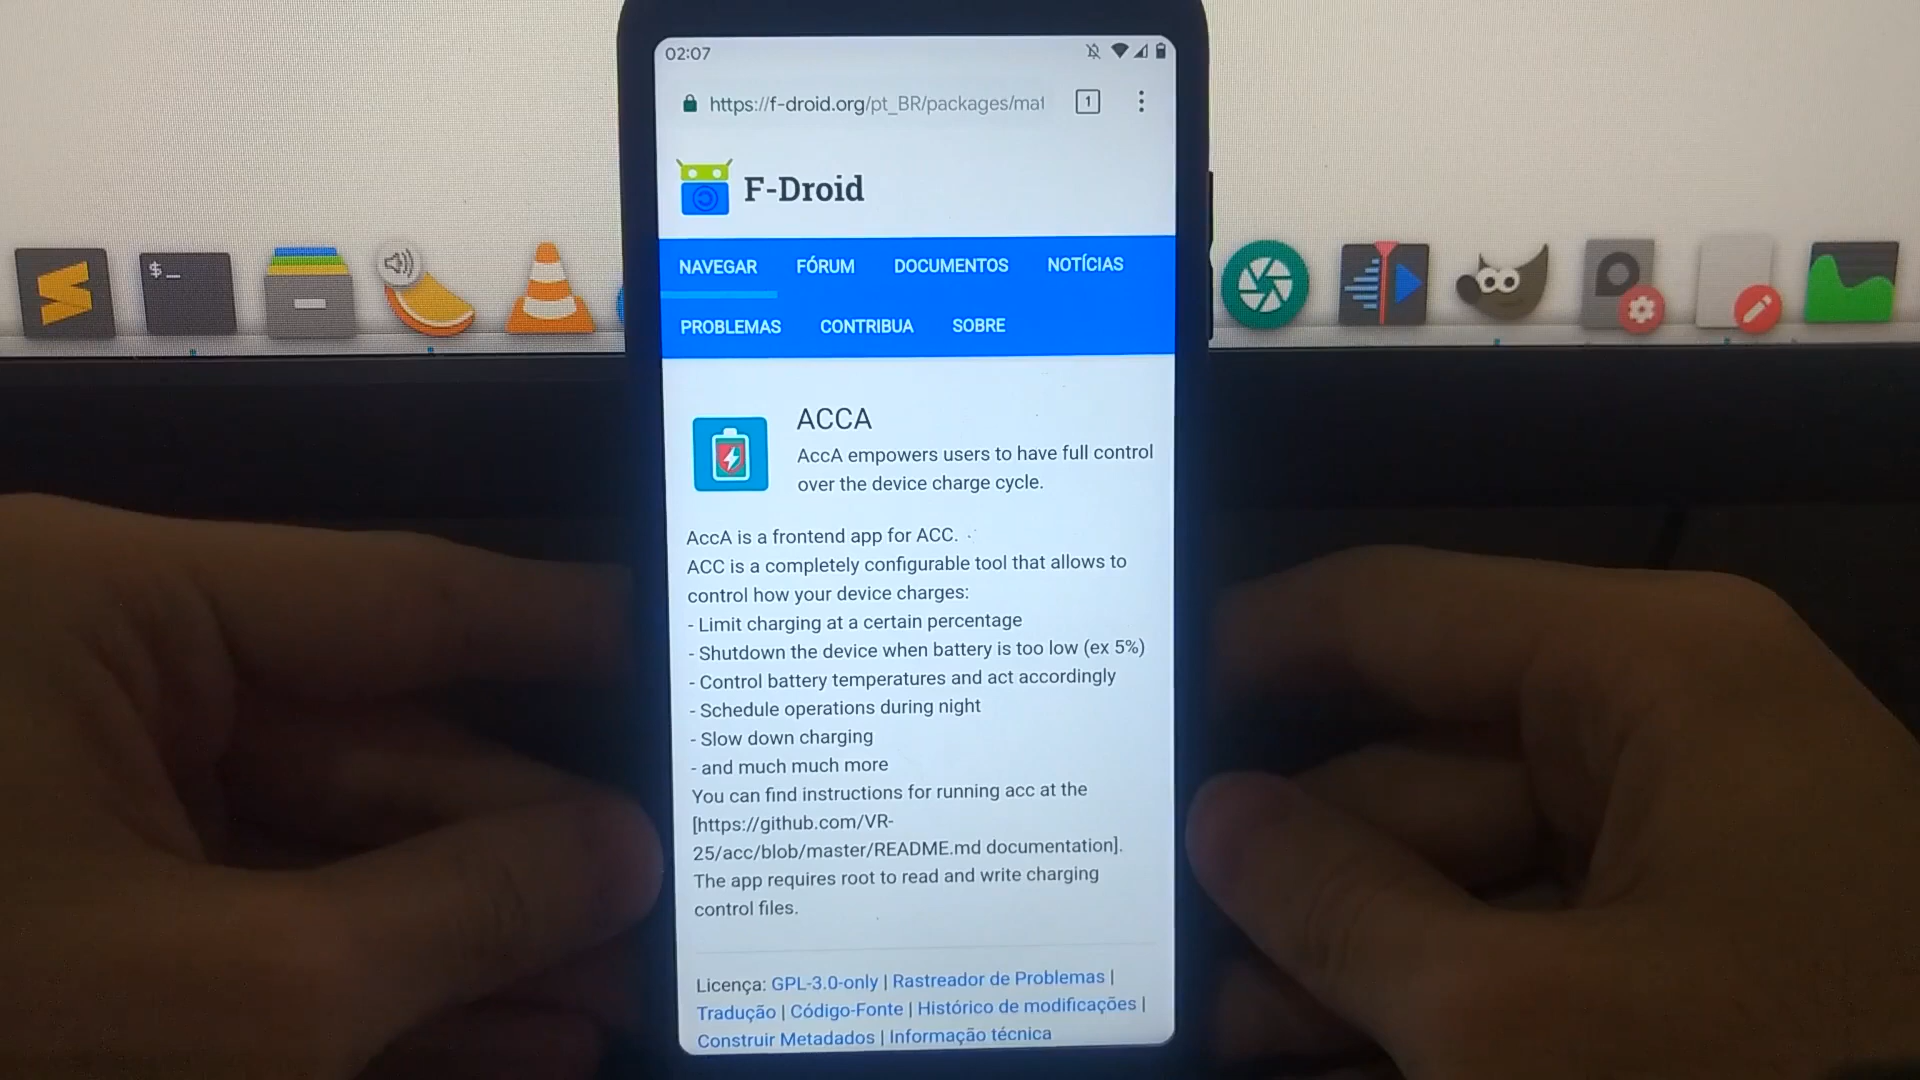 02:07
https://f-droid.org/pt_BR/packages/mat
1
F-Droid
NAVEGAR FÓRUM DOCUMENTOS NOTÍCIAS
PROBLEMAS CONTRIBUA SOBRE
$_
ACCA
AccA empowers users to have full control
over the device charge cycle.
AccA is a frontend app for ACC.
ACC is a completely configurable tool that allows to
control how your device charges:
- Limit charging at a certain percentage
- Shutdown the device when battery is too low (ex 5%)
- Control battery temperatures and act accordingly
- Schedule operations during night
- Slow down charging
- and much much more
You can find instructions for running acc at the
[https://github.com/VR-
25/acc/blob/master/README.md documentation].
The app requires root to read and write charging
control files.
Licença: GPL-3.0-only | Rastreador de Problemas |
Tradução | Código-Fonte | Histórico de modificações |
Construir Metadados | Informação técnica